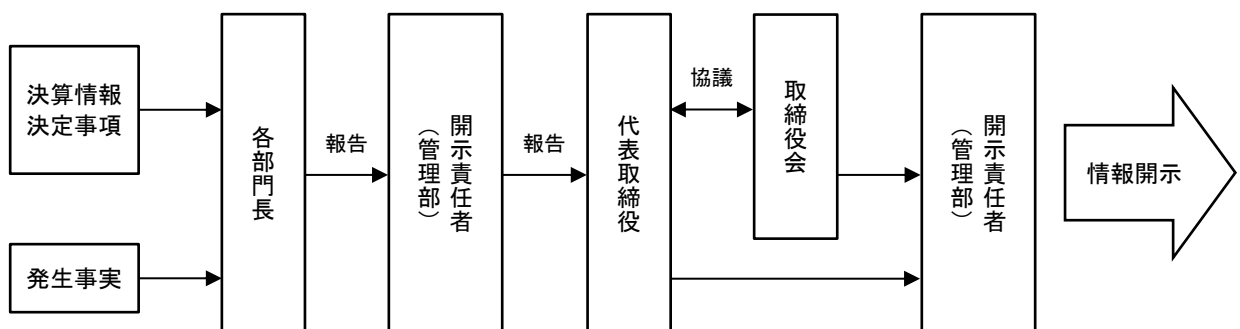 決算情報
決定事項
発生事実
各部門長
報告
開示責任者
（管理部）
報告
代表取締役
協議
取締役会
開示責任者
（管理部）
情報開示